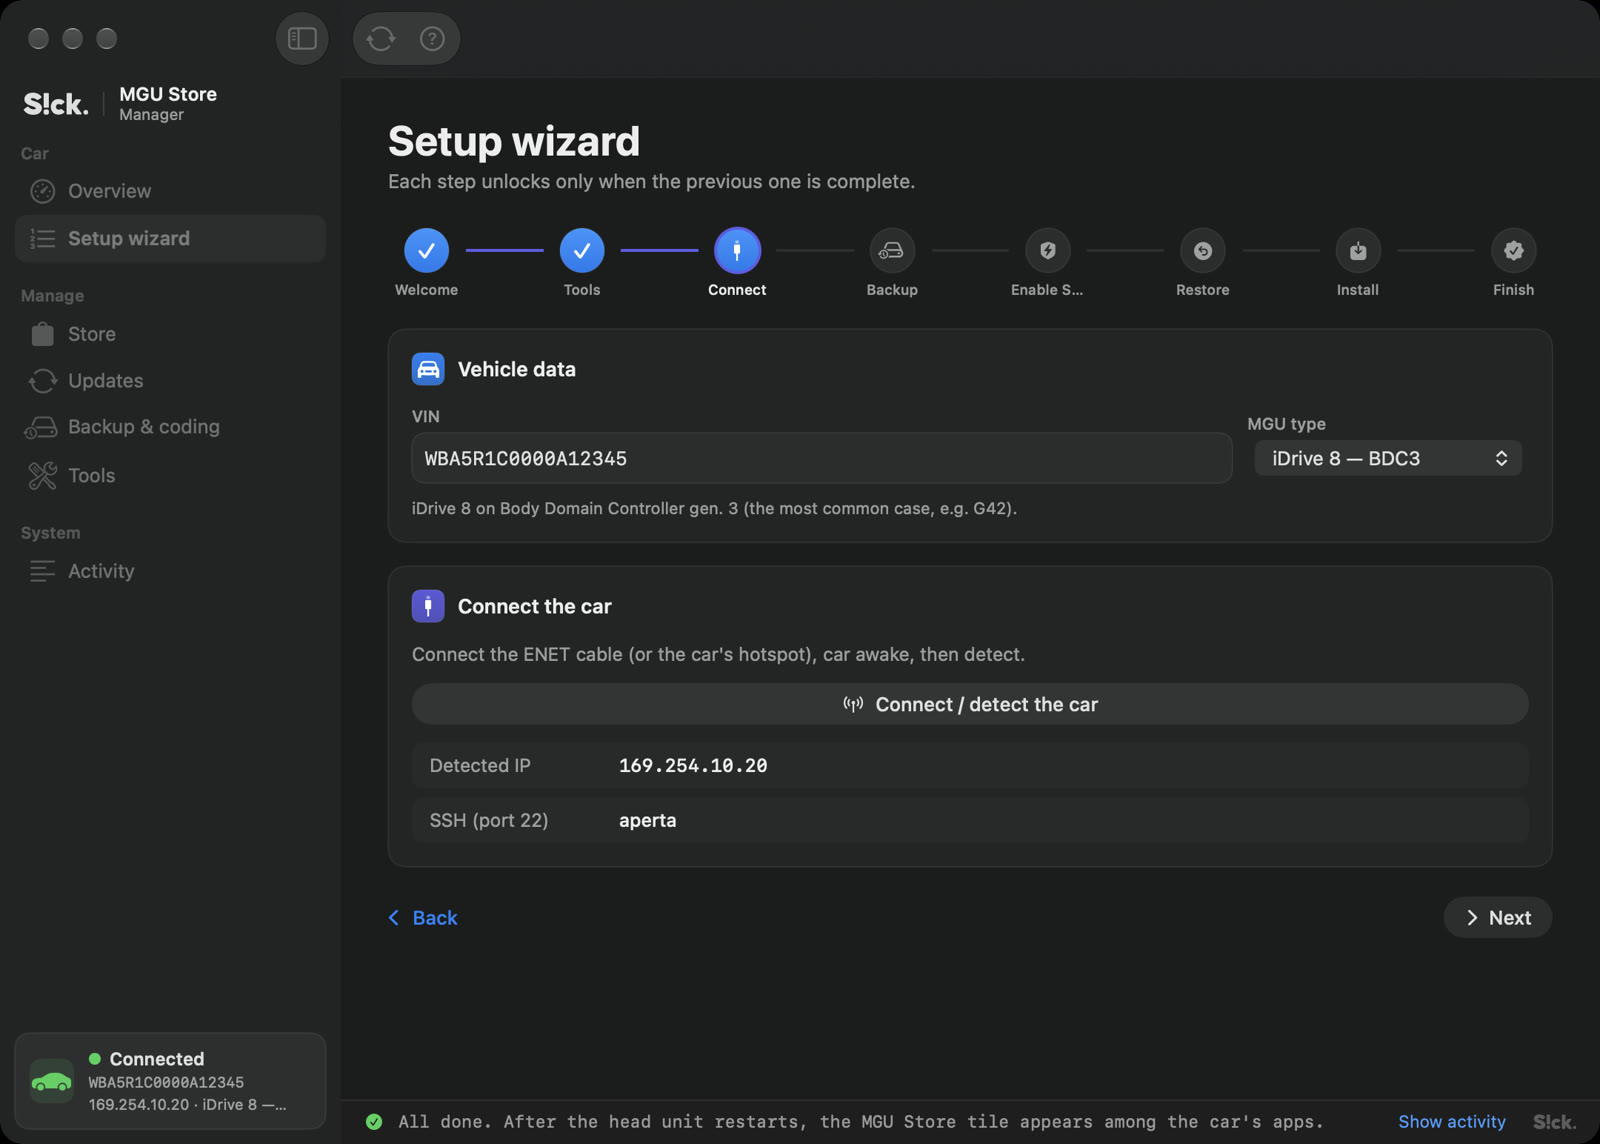 S!ck.
MGU Store
Manager
Car
Overview
Setup wizard
Manage
Store
Updates
Backup & coding
Tools
System
Activity
Connected
WBA5R1C0000A12345
169.254.10.20 · iDrive 8 —...
Setup wizard
Each step unlocks only when the previous one is complete.
Welcome
Tools
Connect
Backup
Enable S...
Restore
Install
Finish
Vehicle data
VIN
MGU type
WBA5R1C0000A12345
iDrive 8 — BDC3
iDrive 8 on Body Domain Controller gen. 3 (the most common case, e.g. G42).
Connect the car
Connect the ENET cable (or the car's hotspot), car awake, then detect.
Connect / detect the car
Detected IP 169.254.10.20
SSH (port 22) aperta
Back
Next
All done. After the head unit restarts, the MGU Store tile appears among the car's apps.
Show activity
S!ck.